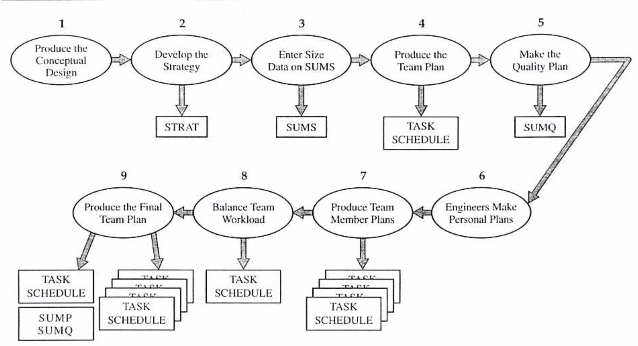 1
Produce the
Conceptual
Design
2
Develop the
Strategy
3
Enter Size
Data on SUMS
4
Produce the
Team Plan
5
Make the
Quality Plan
STRAT
SUMS
TASK
SCHEDULE
SUMQ
9
Produce the Final
Team Plan
8
Balance Team
Workload
7
Produce Team
Member Plans
6
Engineers Make
Personal Plans
TASK
SCHEDULE
SUMP
SUMQ
TASK
TASK
TASK
TASK
SCHEDULE
TASK
SCHEDULE
TASK
TASK
TASK
TASK
SCHEDULE